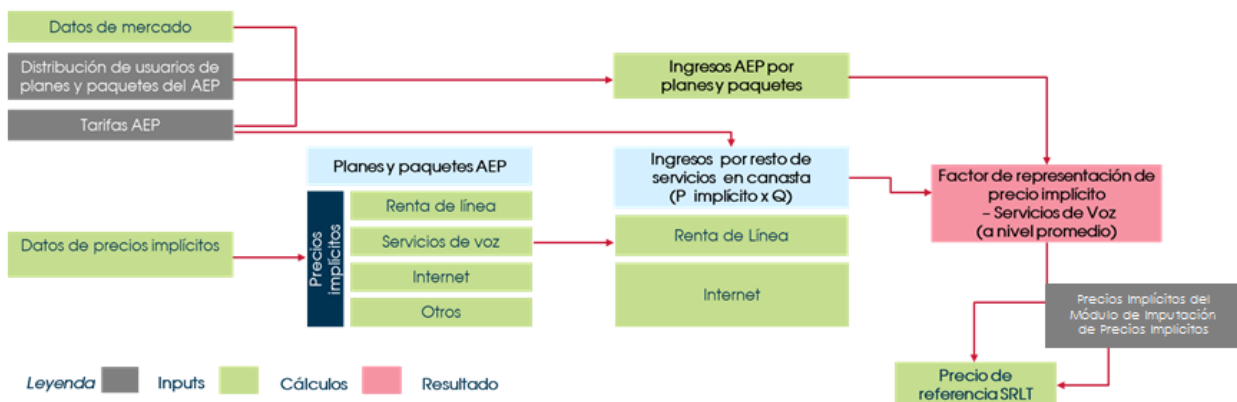 Datos de mercado
Distribución de usuarios de
planes y paquetes del AEP
Tarifas AEP
Ingresos AEP por
planes y paquetes
Planes y paquetes AEP
Precios
implícitos
Renta de línea
Servicios de voz
Internet
Otros
Datos de precios implícitos
Ingresos por resto de
servicios en canasta
(P implícito x Q)
Renta de Línea
Internet
Factor de representación de
precio implícito
– Servicios de Voz
(a nivel promedio)
Precios Implícitos del
Módulo de Imputación
de Precios Implícitos
Precio de
referencia SRLT
Leyenda
Inputs
Cálculos
Resultado